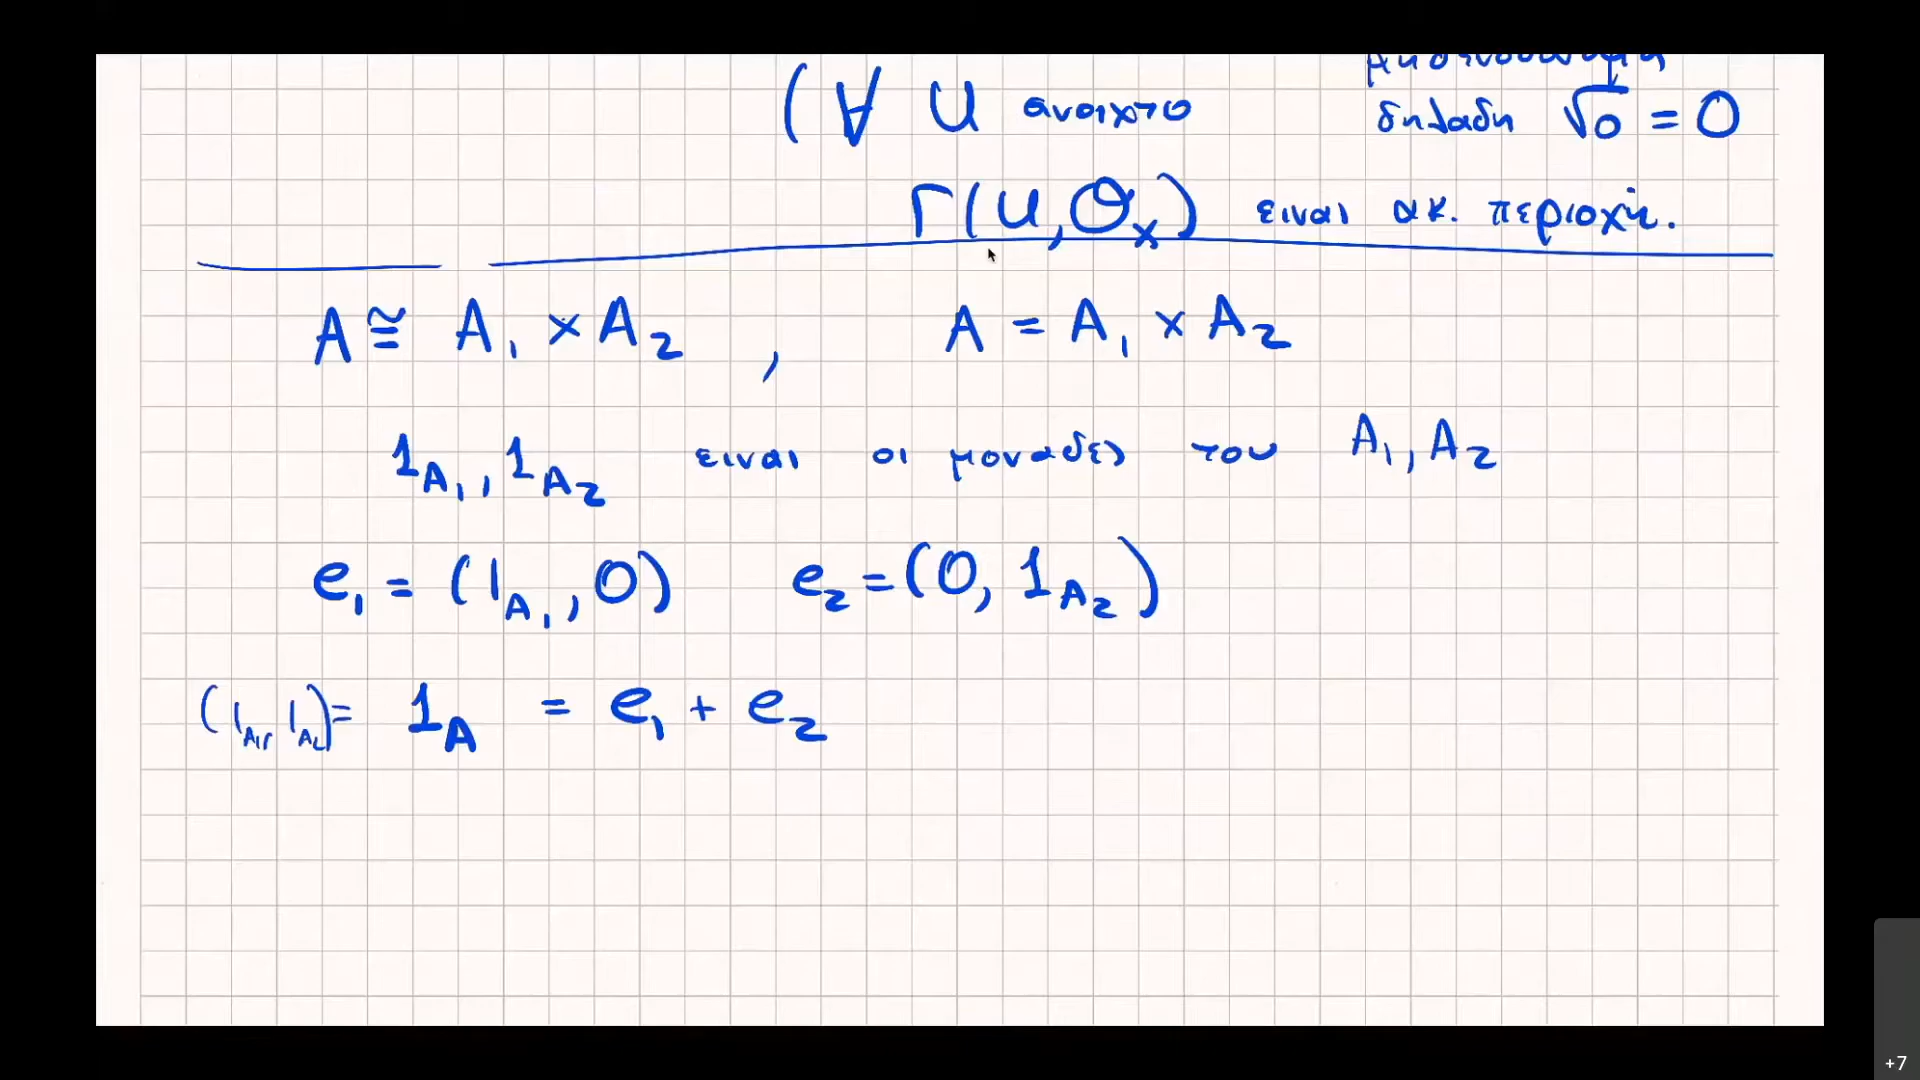 (∀ U ανοιχτο
δηλαδη √0 = 0
Γ(U, O_X) ειναι ακ. περιοχη.
A ≅ A₁ × A₂ , A = A₁ × A₂
1_{A₁}, 1_{A₂} ειναι οι μοναδες του A₁, A₂
e₁ = (1_{A₁}, 0) e₂ = (0, 1_{A₂})
(1_{A₁}, 1_{A₂}) = 1_A = e₁ + e₂
+7